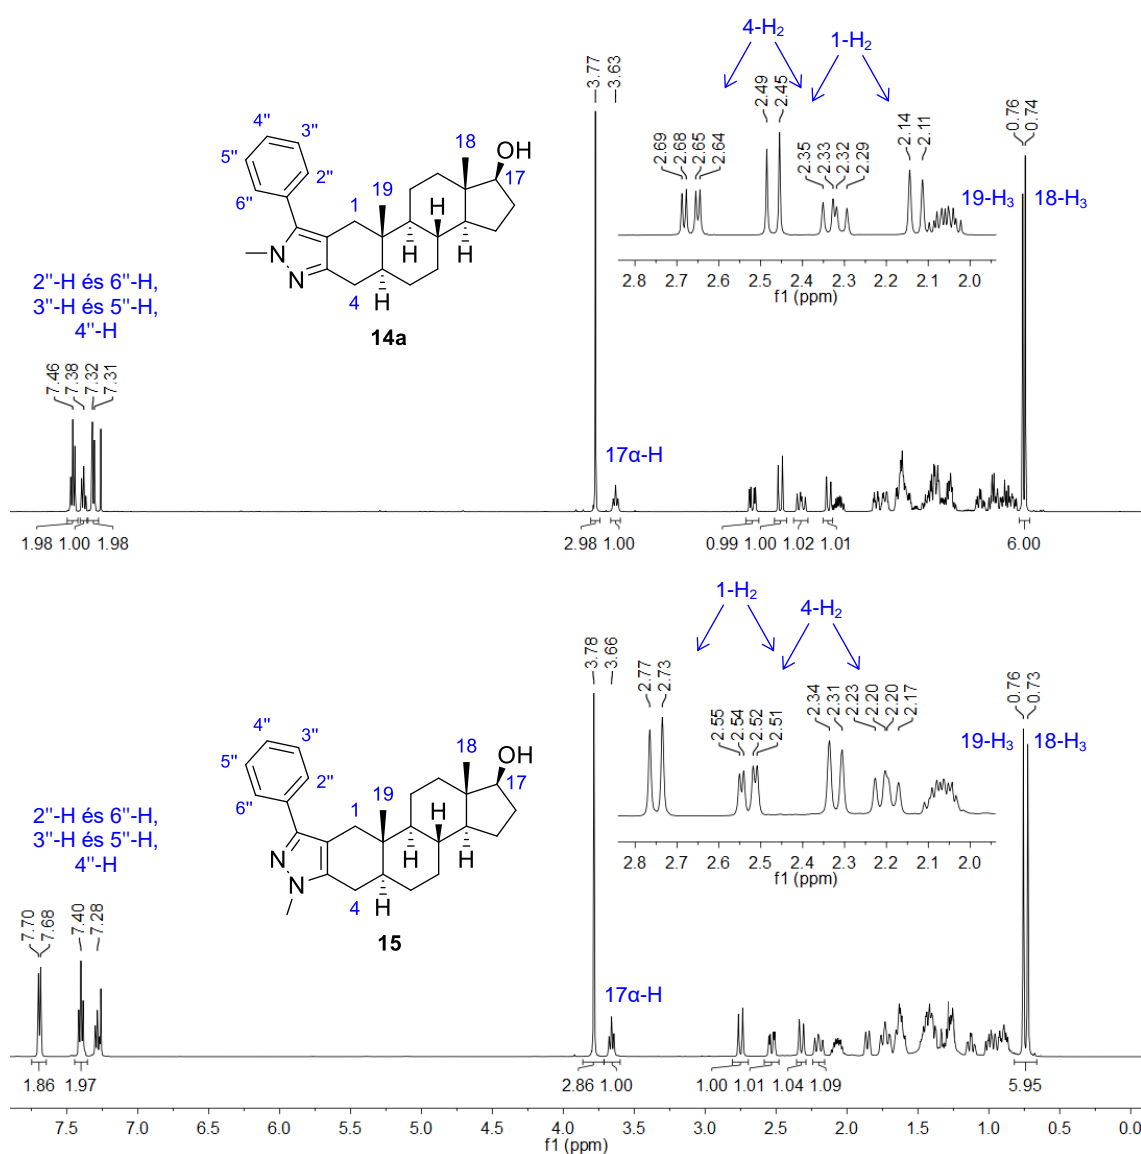 4-H₂
1-H₂
3.77
3.63
2.69
2.68
2.65
2.64
2.49
2.45
2.35
2.33
2.32
2.29
2.14
2.11
0.76
0.74
19-H₃ 18-H₃
2.8 2.7 2.6 2.5 2.4 2.3 2.2 2.1 2.0
f1 (ppm)
4''
3''
5''
2''
6''
1
19
18
OH
17
N
N
H
H
H
4
14a
2''-H és 6''-H,
3''-H és 5''-H,
4''-H
7.46
7.38
7.32
7.31
17α-H
1.98 1.00 1.98 2.98 1.00 0.99 1.00 1.02 1.01 6.00
1-H₂
4-H₂
3.78
3.66
2.77
2.73
2.55
2.54
2.52
2.51
2.34
2.31
2.23
2.20
2.20
2.17
0.76
0.73
19-H₃ 18-H₃
2.8 2.7 2.6 2.5 2.4 2.3 2.2 2.1 2.0
f1 (ppm)
4''
3''
5''
2''
6''
1
19
18
OH
17
N
N
H
H
H
4
15
2''-H és 6''-H,
3''-H és 5''-H,
4''-H
7.70
7.68
7.40
7.28
17α-H
1.86 1.97 2.86 1.00 1.00 1.01 1.04 1.09 5.95
7.5 7.0 6.5 6.0 5.5 5.0 4.5 4.0 3.5 3.0 2.5 2.0 1.5 1.0 0.5 0.0
f1 (ppm)